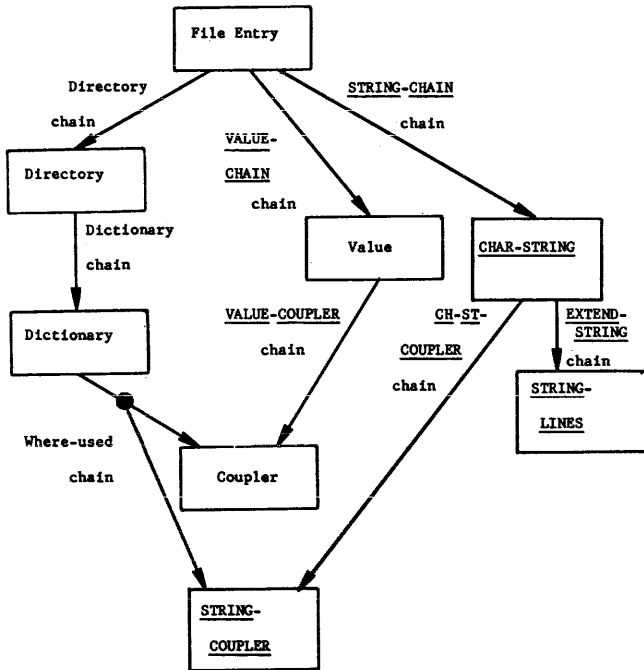 File Entry
Directory
chain
STRING-CHAIN
chain
VALUE-
CHAIN
chain
Directory
Dictionary
chain
Value
CHAR-STRING
VALUE-COUPLER
chain
CH-ST-
COUPLER
chain
EXTEND-
STRING
chain
Dictionary
STRING-
LINES
Where-used
chain
Coupler
STRING-
COUPLER